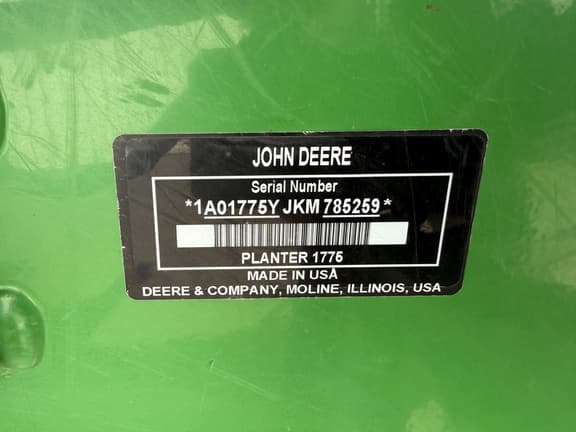 JOHN DEERE
Serial Number
*1A01775Y JKM 785259*
PLANTER 1775
MADE IN USA
DEERE & COMPANY, MOLINE, ILLINOIS, USA